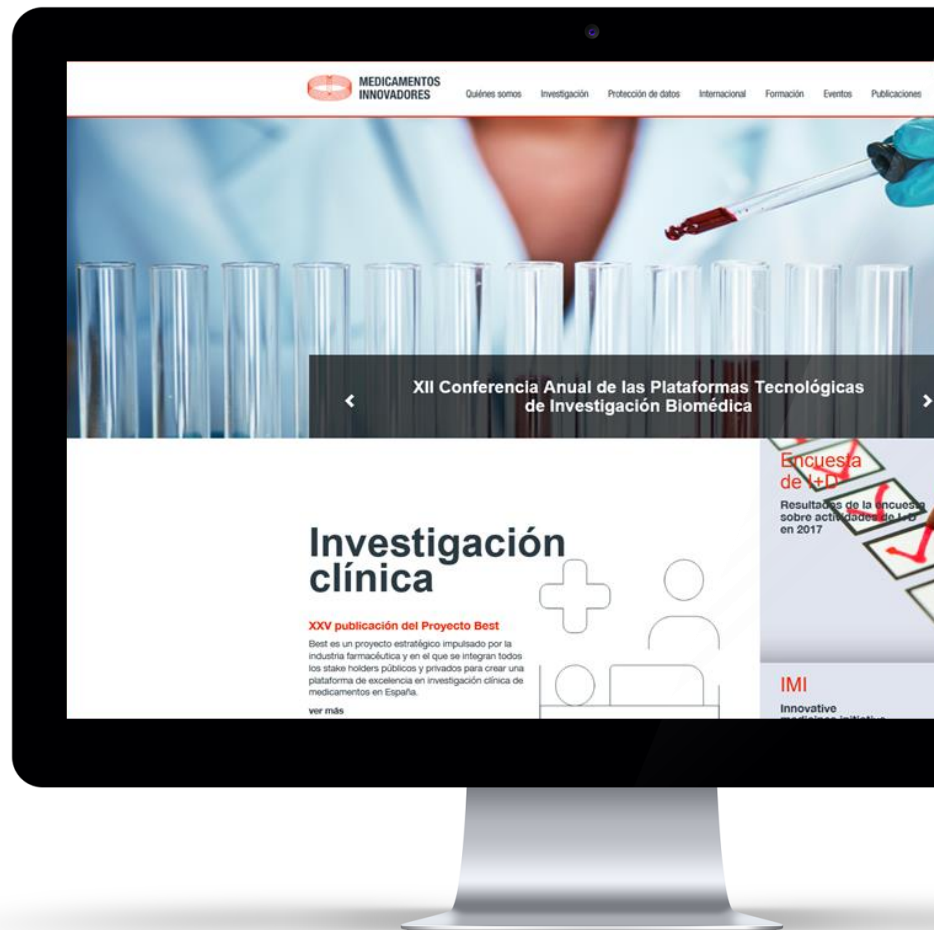 MEDICAMENTOS
INNOVADORES
Quiénes somos
Investigación
Protección de datos
Internacional
Formación
Eventos
Publicaciones
XII Conferencia Anual de las Plataformas Tecnológicas
de Investigación Biomédica
Investigación
clínica
XXV publicación del Proyecto Best
Best es un proyecto estratégico impulsado por la
industria farmacéutica y en el que se integran todos
los stake holders públicos y privados para crear una
plataforma de excelencia en investigación clínica de
medicamentos en España.
ver más
Encuesta
de I+D
Resultados de la encuesta
sobre actividades de I+D
en 2017
IMI
Innovative
medicines initiative